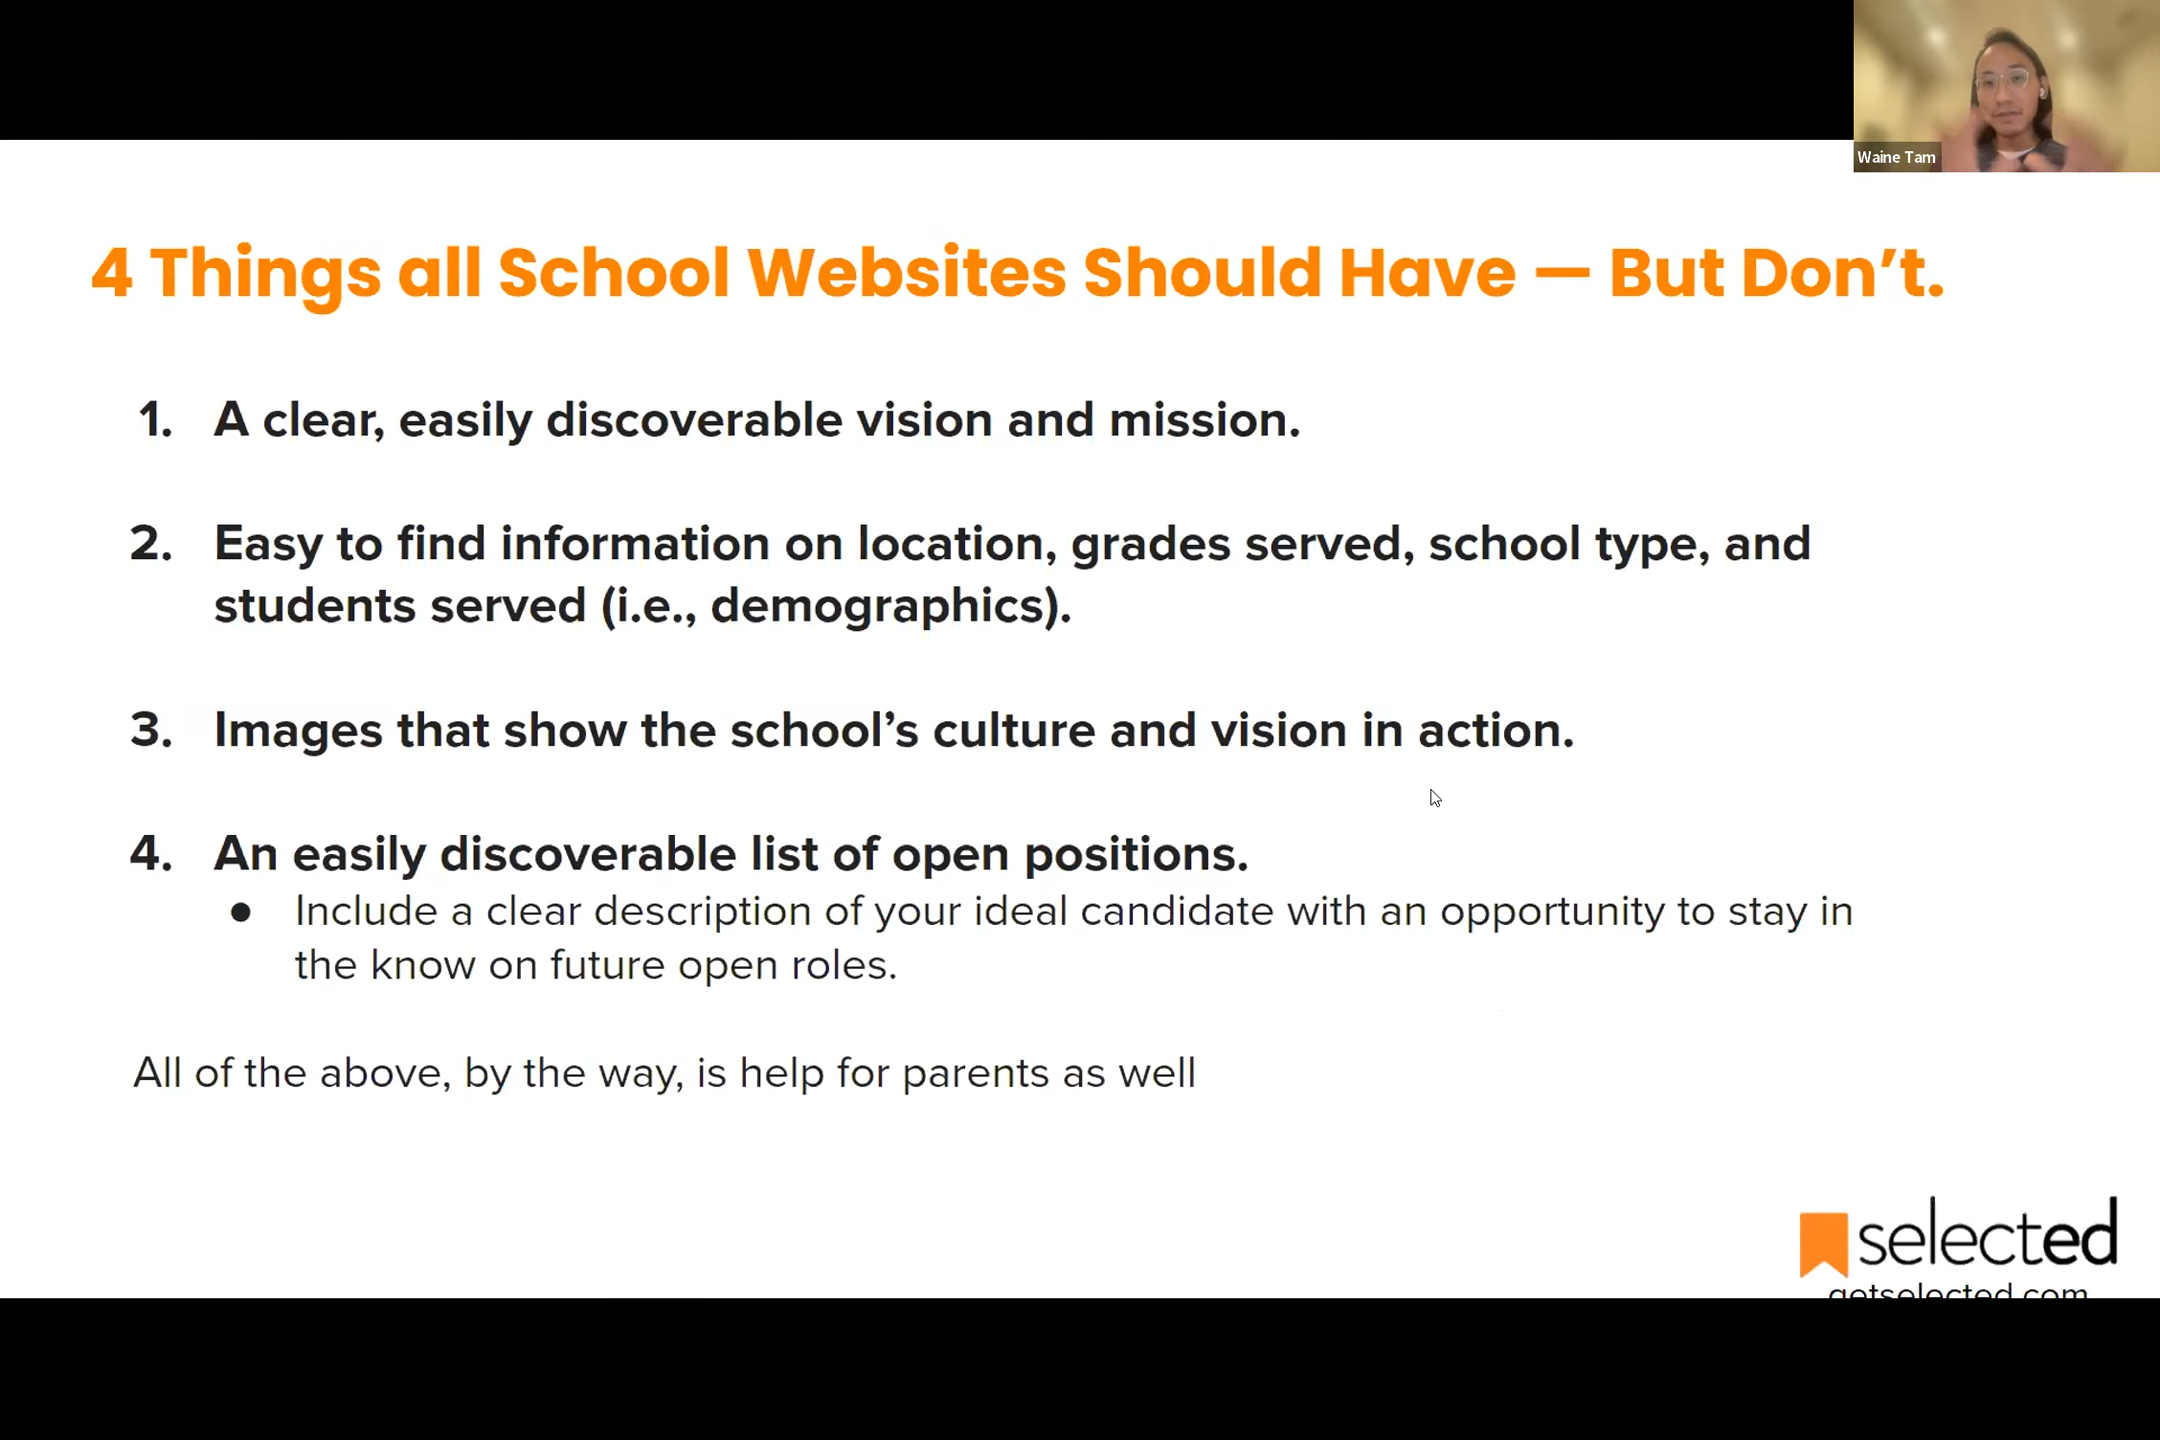 Waine Tam
4 Things all School Websites Should Have — But Don’t.
1. A clear, easily discoverable vision and mission.
2. Easy to find information on location, grades served, school type, and
students served (i.e., demographics).
3. Images that show the school’s culture and vision in action.
4. An easily discoverable list of open positions.
● Include a clear description of your ideal candidate with an opportunity to stay in
the know on future open roles.
All of the above, by the way, is help for parents as well
selected
getselected.com